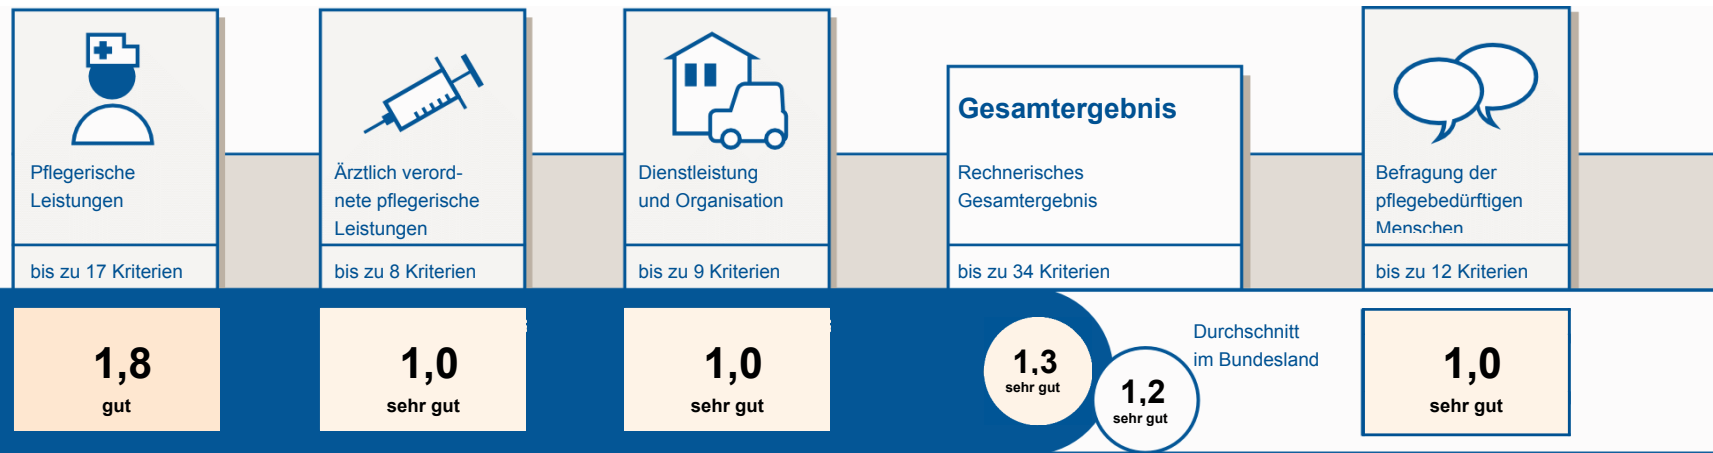 Pflegerische
Leistungen
bis zu 17 Kriterien
1,8
gut
Ärztlich verord-
nete pflegerische
Leistungen
bis zu 8 Kriterien
1,0
sehr gut
Dienstleistung
und Organisation
bis zu 9 Kriterien
1,0
sehr gut
Gesamtergebnis
Rechnerisches
Gesamtergebnis
bis zu 34 Kriterien
1,3
sehr gut
1,2
sehr gut
Durchschnitt
im Bundesland
Befragung der
pflegebedürftigen
Menschen
bis zu 12 Kriterien
1,0
sehr gut